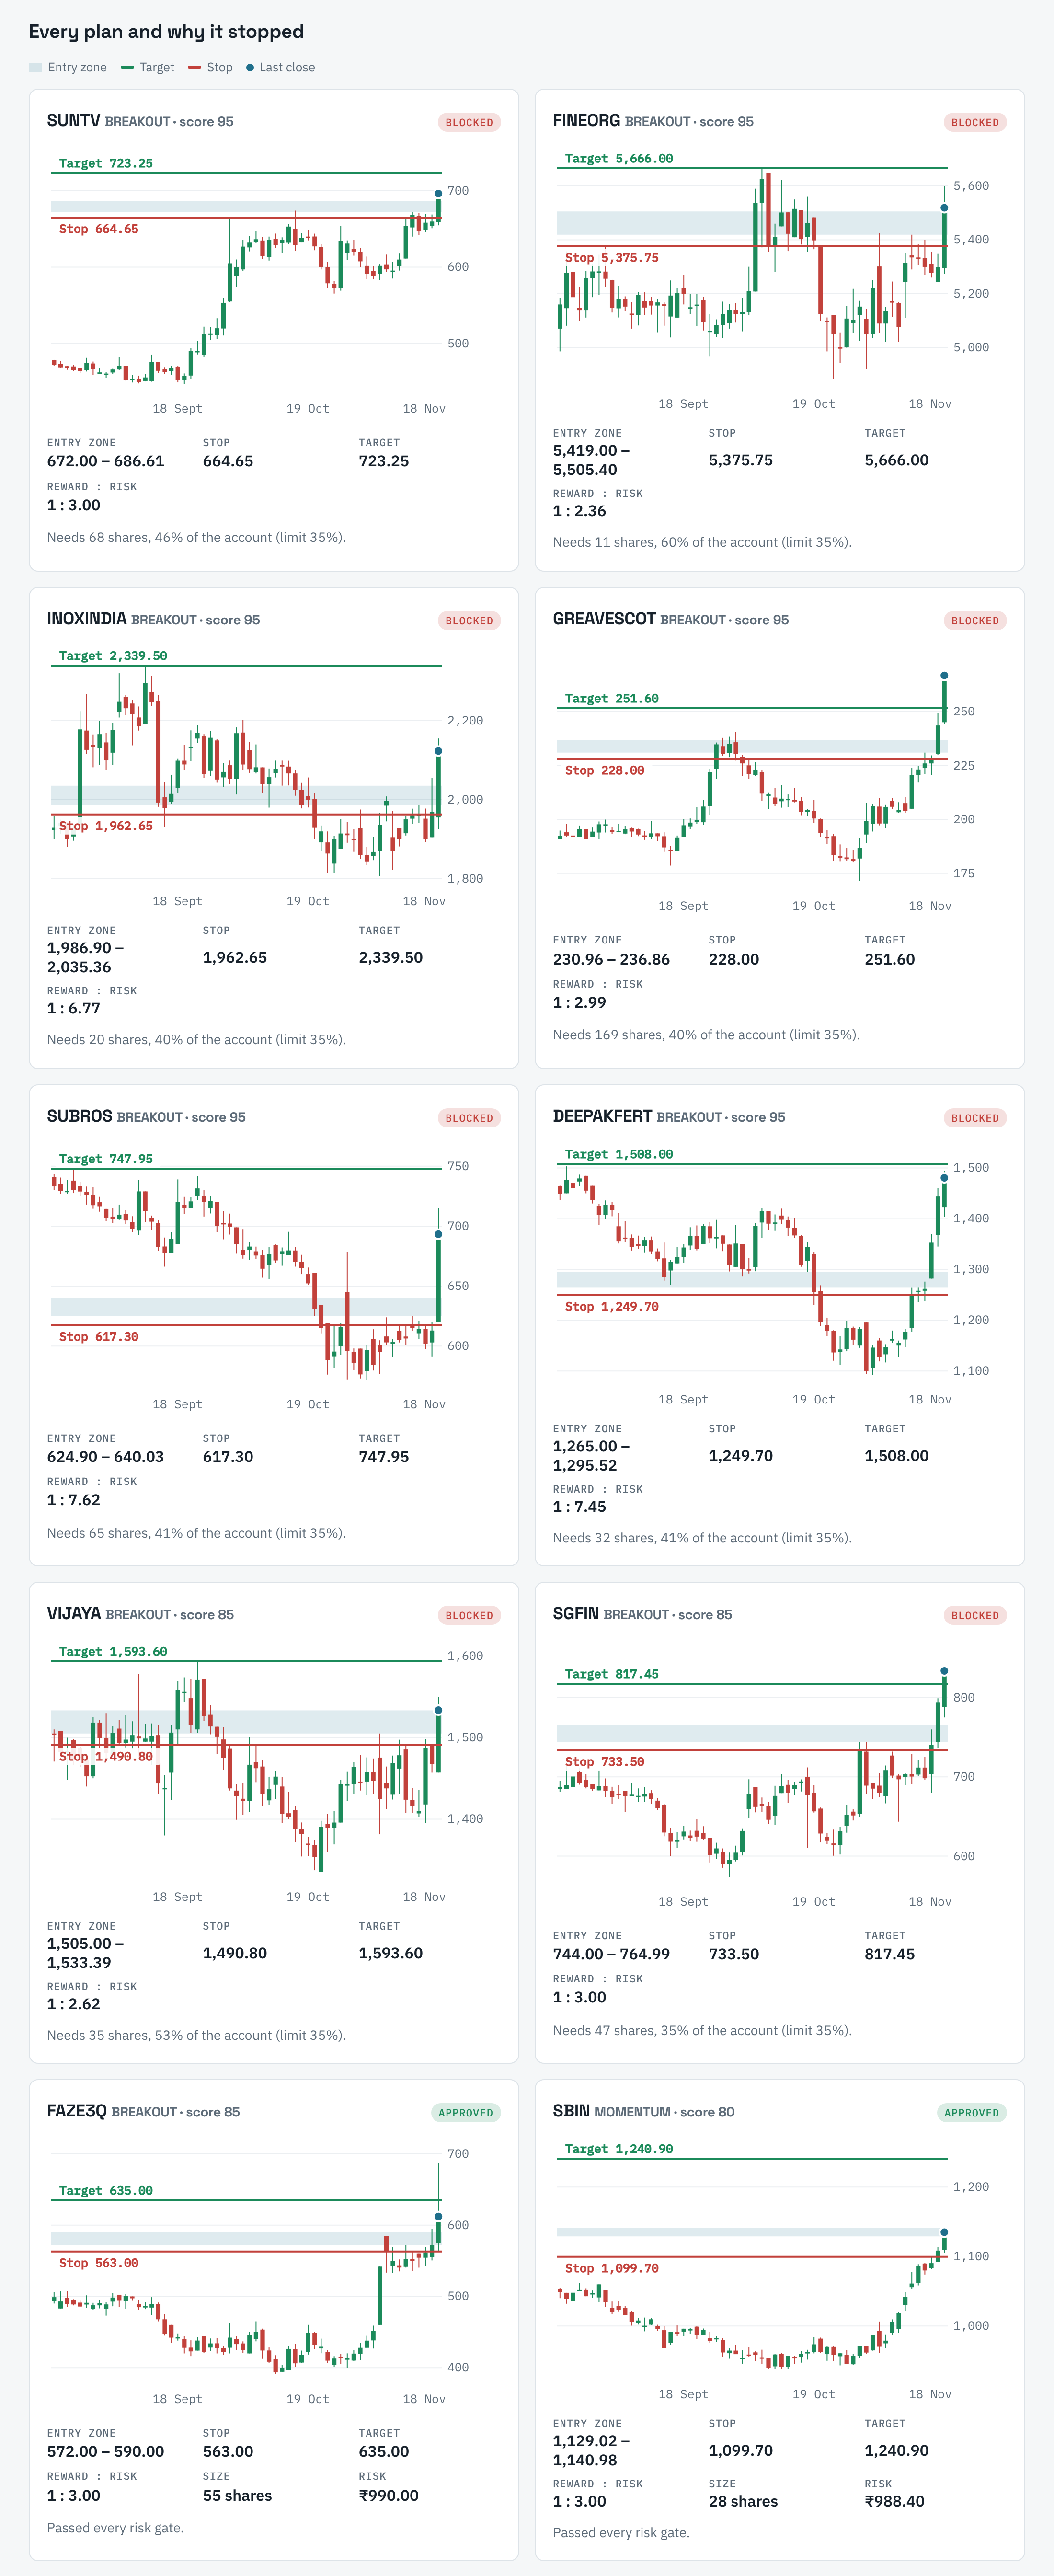 Every plan and why it stopped
Entry zone Target Stop Last close
SUNTV BREAKOUT · score 95 BLOCKED
Target 723.25
700
Stop 664.65
600
500
18 Sept 19 Oct 18 Nov
ENTRY ZONE STOP TARGET
672.00 – 686.61 664.65 723.25
REWARD : RISK
1 : 3.00
Needs 68 shares, 46% of the account (limit 35%).
FINEORG BREAKOUT · score 95 BLOCKED
Target 5,666.00
5,600
5,400
Stop 5,375.75
5,200
5,000
18 Sept 19 Oct 18 Nov
ENTRY ZONE STOP TARGET
5,419.00 –
5,505.40 5,375.75 5,666.00
REWARD : RISK
1 : 2.36
Needs 11 shares, 60% of the account (limit 35%).
INOXINDIA BREAKOUT · score 95 BLOCKED
Target 2,339.50
2,200
2,000
Stop 1,962.65
1,800
18 Sept 19 Oct 18 Nov
ENTRY ZONE STOP TARGET
1,986.90 –
2,035.36 1,962.65 2,339.50
REWARD : RISK
1 : 6.77
Needs 20 shares, 40% of the account (limit 35%).
GREAVESCOT BREAKOUT · score 95 BLOCKED
Target 251.60
250
225
Stop 228.00
200
175
18 Sept 19 Oct 18 Nov
ENTRY ZONE STOP TARGET
230.96 – 236.86 228.00 251.60
REWARD : RISK
1 : 2.99
Needs 169 shares, 40% of the account (limit 35%).
SUBROS BREAKOUT · score 95 BLOCKED
Target 747.95
750
700
650
Stop 617.30
600
18 Sept 19 Oct 18 Nov
ENTRY ZONE STOP TARGET
624.90 – 640.03 617.30 747.95
REWARD : RISK
1 : 7.62
Needs 65 shares, 41% of the account (limit 35%).
DEEPAKFERT BREAKOUT · score 95 BLOCKED
Target 1,508.00
1,500
1,400
1,300
Stop 1,249.70
1,200
1,100
18 Sept 19 Oct 18 Nov
ENTRY ZONE STOP TARGET
1,265.00 –
1,295.52 1,249.70 1,508.00
REWARD : RISK
1 : 7.45
Needs 32 shares, 41% of the account (limit 35%).
VIJAYA BREAKOUT · score 85 BLOCKED
Target 1,593.60
1,600
1,500
Stop 1,490.80
1,400
18 Sept 19 Oct 18 Nov
ENTRY ZONE STOP TARGET
1,505.00 –
1,533.39 1,490.80 1,593.60
REWARD : RISK
1 : 2.62
Needs 35 shares, 53% of the account (limit 35%).
SGFIN BREAKOUT · score 85 BLOCKED
Target 817.45
800
Stop 733.50
700
600
18 Sept 19 Oct 18 Nov
ENTRY ZONE STOP TARGET
744.00 – 764.99 733.50 817.45
REWARD : RISK
1 : 3.00
Needs 47 shares, 35% of the account (limit 35%).
FAZE3Q BREAKOUT · score 85 APPROVED
700
Target 635.00
600
Stop 563.00
500
400
18 Sept 19 Oct 18 Nov
ENTRY ZONE STOP TARGET
572.00 – 590.00 563.00 635.00
REWARD : RISK SIZE RISK
1 : 3.00 55 shares ₹990.00
Passed every risk gate.
SBIN MOMENTUM · score 80 APPROVED
Target 1,240.90
1,200
1,100
Stop 1,099.70
1,000
18 Sept 19 Oct 18 Nov
ENTRY ZONE STOP TARGET
1,129.02 –
1,140.98 1,099.70 1,240.90
REWARD : RISK SIZE RISK
1 : 3.00 28 shares ₹988.40
Passed every risk gate.